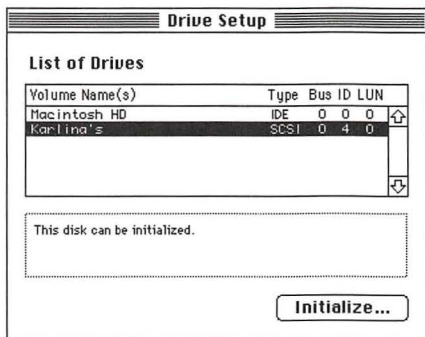 Drive Setup
List of Drives
Volume Name(s) Type Bus ID LUN
Macintosh HD IDE 0 0 0
Karlina's SCSI 0 4 0
This disk can be initialized.
Initialize...